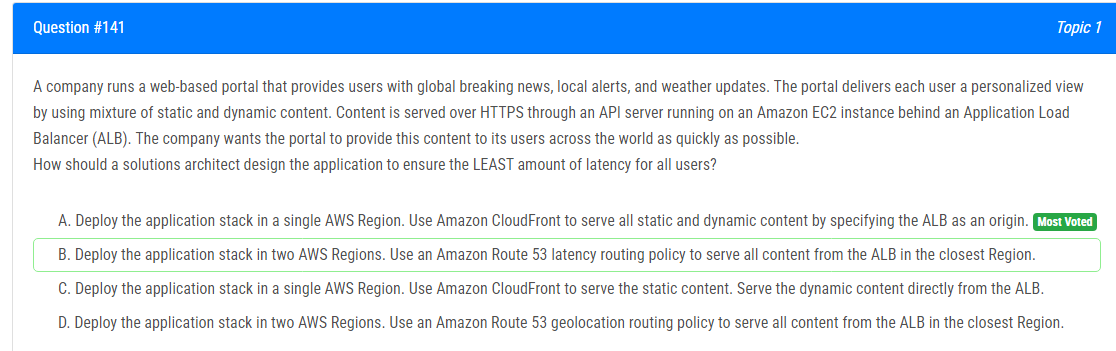 Question #141
Topic 1
A company runs a web-based portal that provides users with global breaking news, local alerts, and weather updates. The portal delivers each user a personalized view
by using mixture of static and dynamic content. Content is served over HTTPS through an API server running on an Amazon EC2 instance behind an Application Load
Balancer (ALB). The company wants the portal to provide this content to its users across the world as quickly as possible.
How should a solutions architect design the application to ensure the LEAST amount of latency for all users?
A. Deploy the application stack in a single AWS Region. Use Amazon CloudFront to serve all static and dynamic content by specifying the ALB as an origin. Most Voted
B. Deploy the application stack in two AWS Regions. Use an Amazon Route 53 latency routing policy to serve all content from the ALB in the closest Region.
C. Deploy the application stack in a single AWS Region. Use Amazon CloudFront to serve the static content. Serve the dynamic content directly from the ALB.
D. Deploy the application stack in two AWS Regions. Use an Amazon Route 53 geolocation routing policy to serve all content from the ALB in the closest Region.